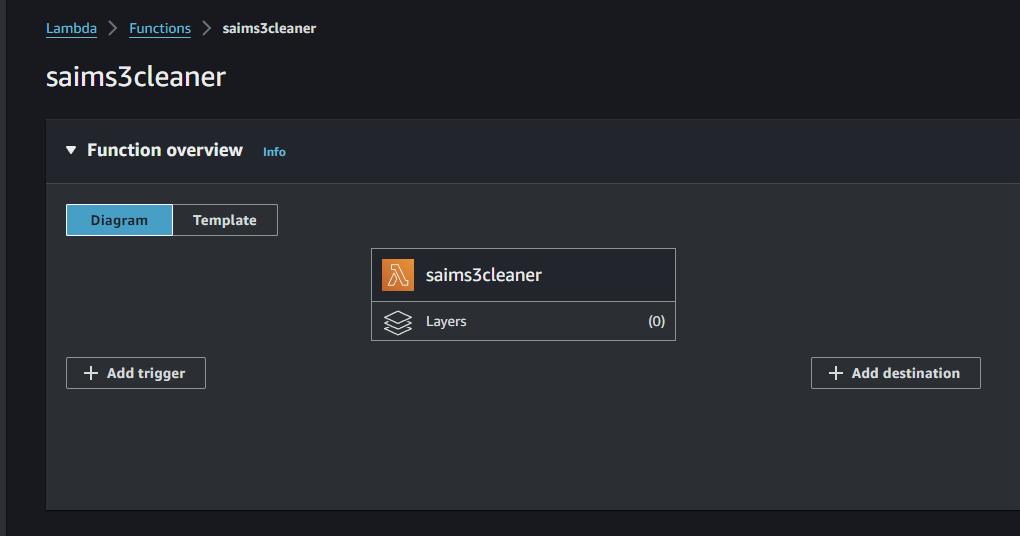 Lambda > Functions > saims3cleaner
saims3cleaner
Function overview Info
Diagram Template
saims3cleaner
Layers (0)
+ Add trigger
+ Add destination